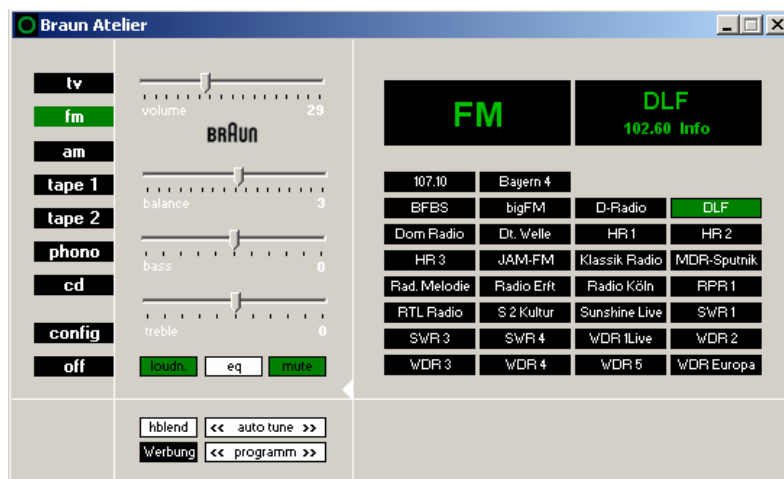 Braun Atelier
tv
fm
am
tape 1
tape 2
phono
cd
config
off
volume 29
BRAUN
balance 3
bass 0
treble 0
loudn. eq mute
hblend << auto tune >>
Werbung << programm >>
FM
DLF
102.60 Info
107.10 Bayern 4
BFBS bigFM D-Radio DLF
Dom Radio Dt. Welle HR 1 HR 2
HR 3 JAM-FM Klassik Radio MDR-Sputnik
Rad. Melodie Radio Erft Radio Köln RPR 1
RTL Radio S 2 Kultur Sunshine Live SWR 1
SWR 3 SWR 4 WDR 1Live WDR 2
WDR 3 WDR 4 WDR 5 WDR Europa